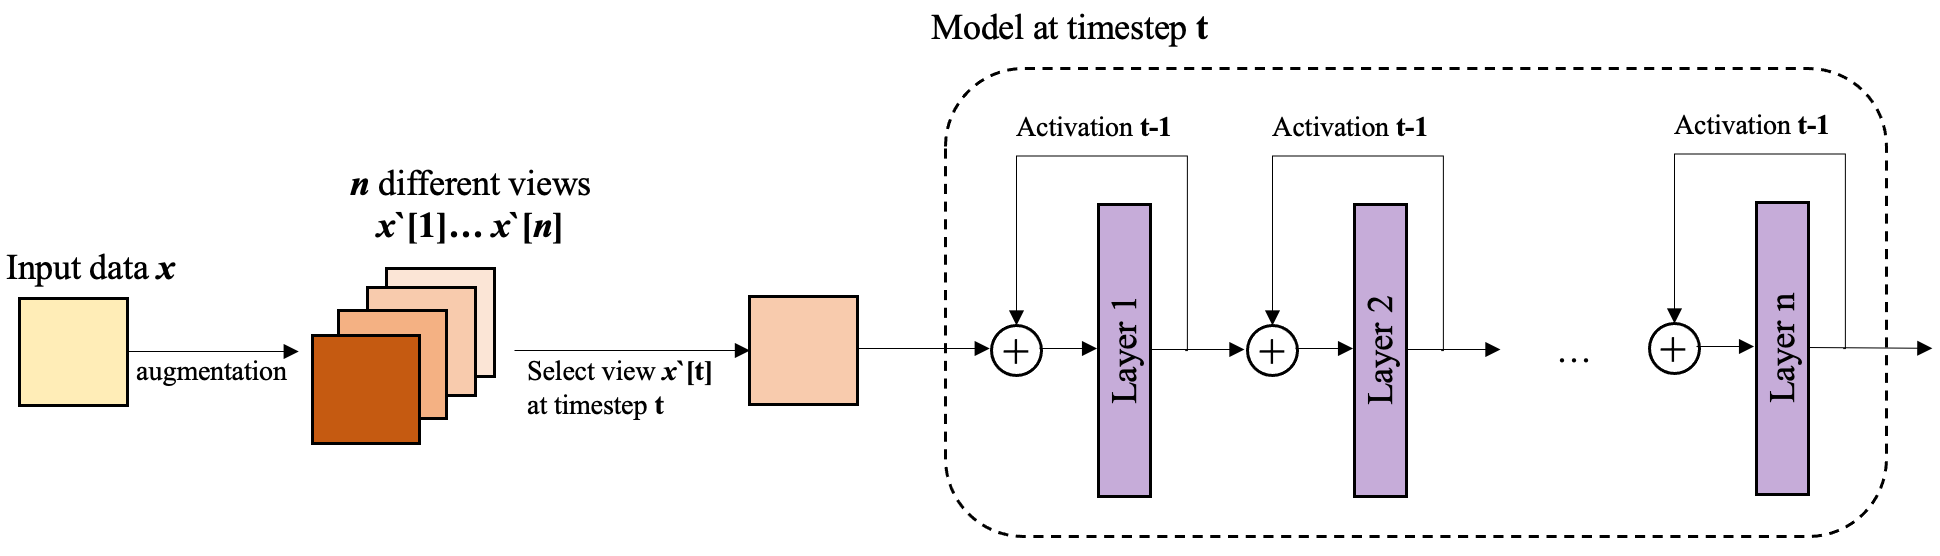 Model at timestep t
Activation t-1
Activation t-1
Activation t-1
n different views
x`[1]... x`[n]
Input data x
augmentation
Select view x`[t]
at timestep t
+
Layer 1
+
Layer 2
...
+
Layer n